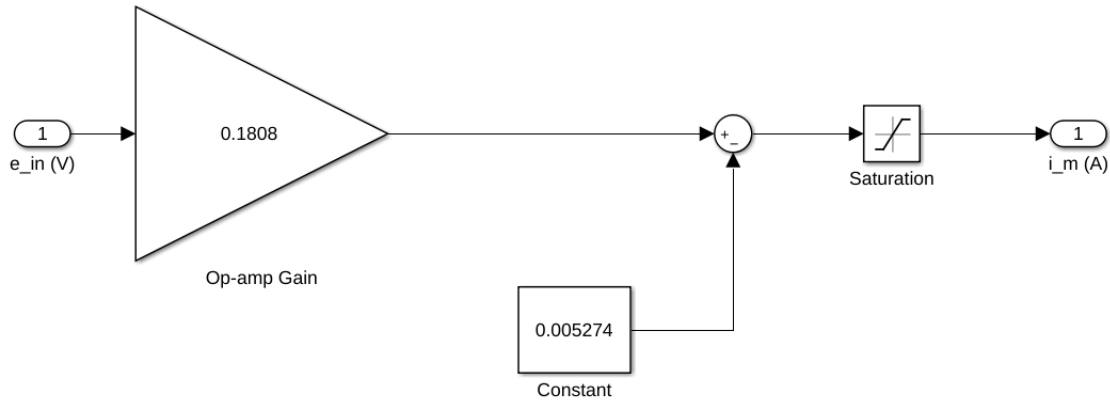 1
e_in (V)
0.1808
Op-amp Gain
+
−
0.005274
Constant
Saturation
1
i_m (A)